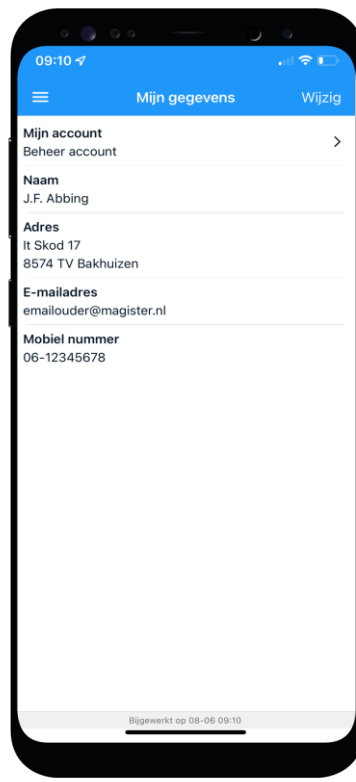 09:10
Mijn gegevens
Wijzig
Mijn account
Beheer account
Naam
J.F. Abbing
Adres
It Skod 17
8574 TV Bakhuizen
E-mailadres
emailouder@magister.nl
Mobiel nummer
06-12345678
Bijgewerkt op 08-06 09:10